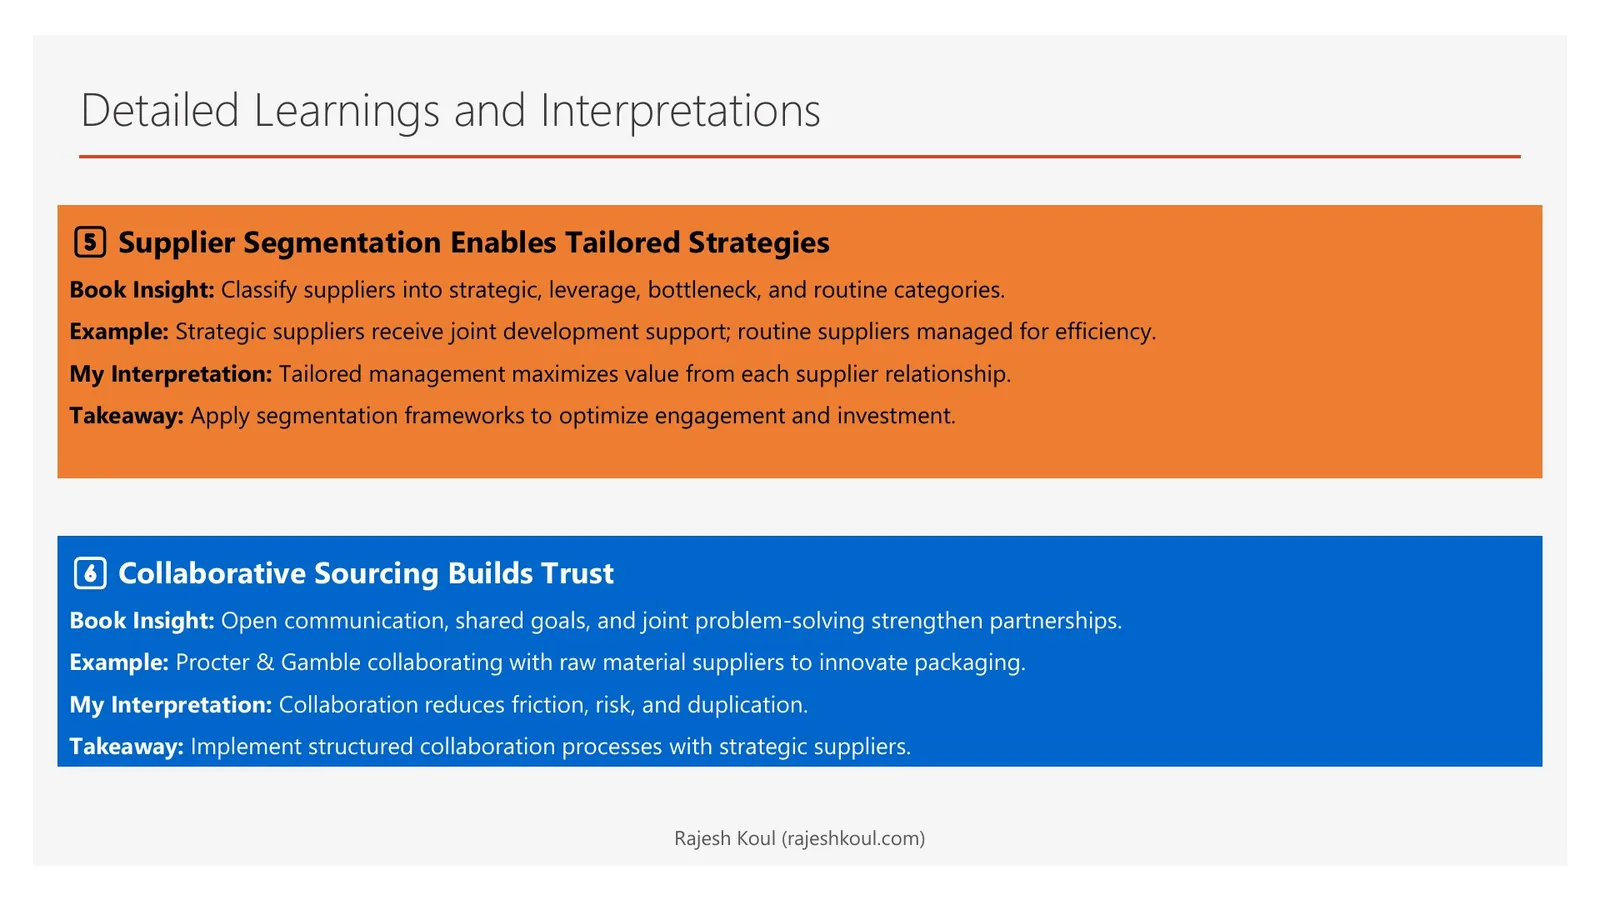 Detailed Learnings and Interpretations
5 Supplier Segmentation Enables Tailored Strategies
Book Insight: Classify suppliers into strategic, leverage, bottleneck, and routine categories.
Example: Strategic suppliers receive joint development support; routine suppliers managed for efficiency.
My Interpretation: Tailored management maximizes value from each supplier relationship.
Takeaway: Apply segmentation frameworks to optimize engagement and investment.
6 Collaborative Sourcing Builds Trust
Book Insight: Open communication, shared goals, and joint problem-solving strengthen partnerships.
Example: Procter & Gamble collaborating with raw material suppliers to innovate packaging.
My Interpretation: Collaboration reduces friction, risk, and duplication.
Takeaway: Implement structured collaboration processes with strategic suppliers.
Rajesh Koul (rajeshkoul.com)